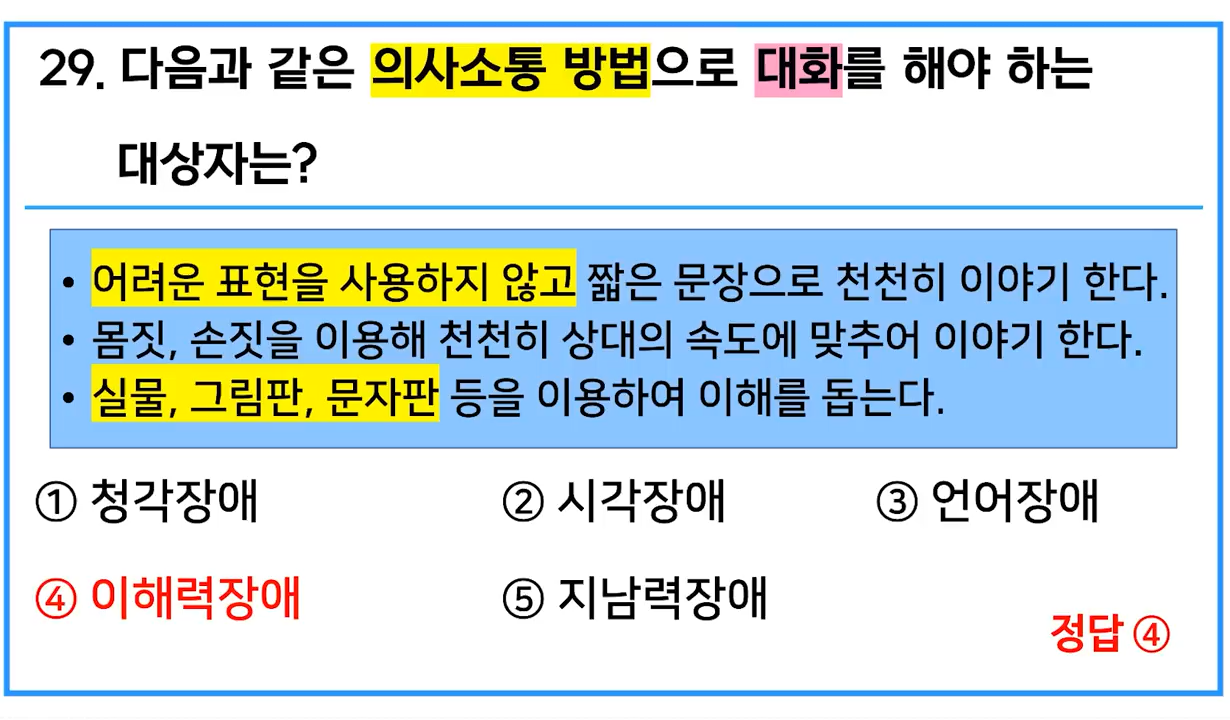 29. 다음과 같은 의사소통 방법으로 대화를 해야 하는
대상자는?
• 어려운 표현을 사용하지 않고 짧은 문장으로 천천히 이야기 한다.
• 몸짓, 손짓을 이용해 천천히 상대의 속도에 맞추어 이야기 한다.
• 실물, 그림판, 문자판 등을 이용하여 이해를 돕는다.
① 청각장애 ② 시각장애 ③ 언어장애
④ 이해력장애 ⑤ 지남력장애
정답 ④